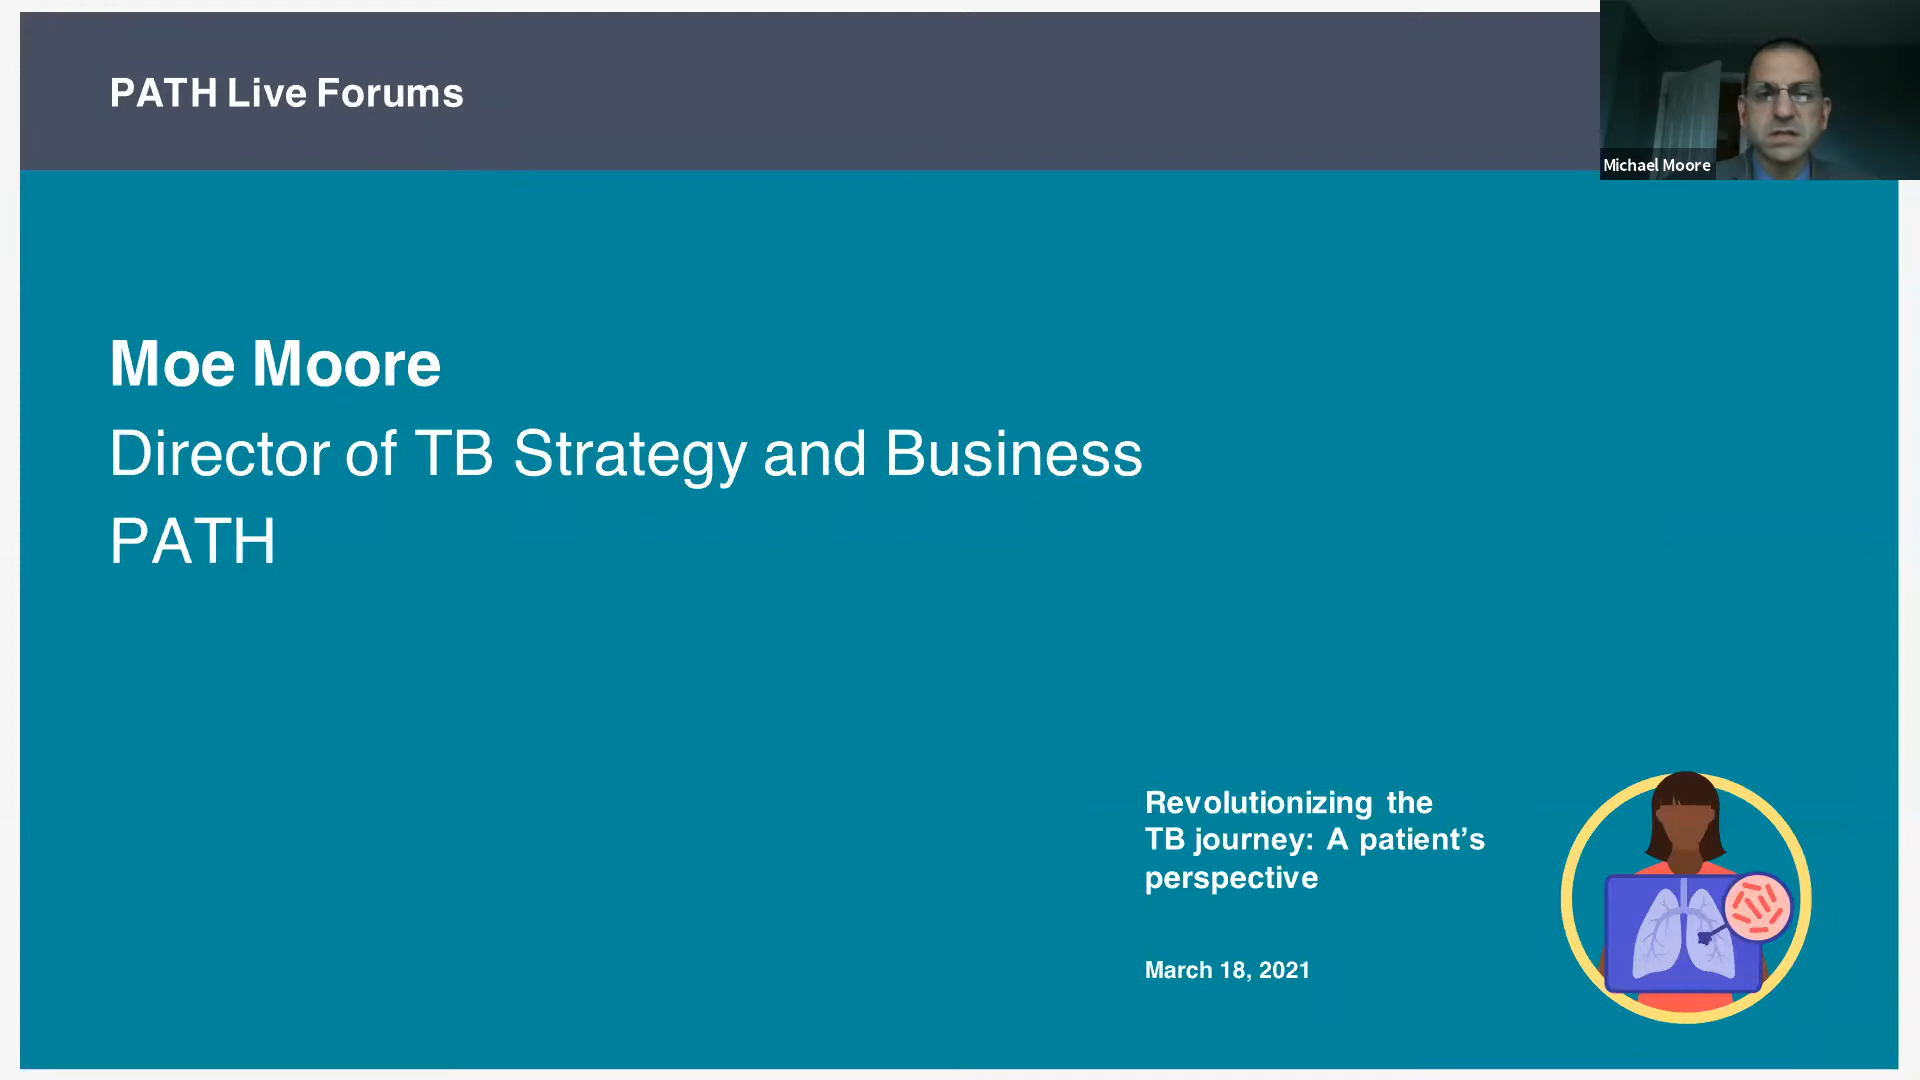 PATH Live Forums
Michael Moore
Moe Moore
Director of TB Strategy and Business
PATH
Revolutionizing the
TB journey: A patient’s
perspective
March 18, 2021